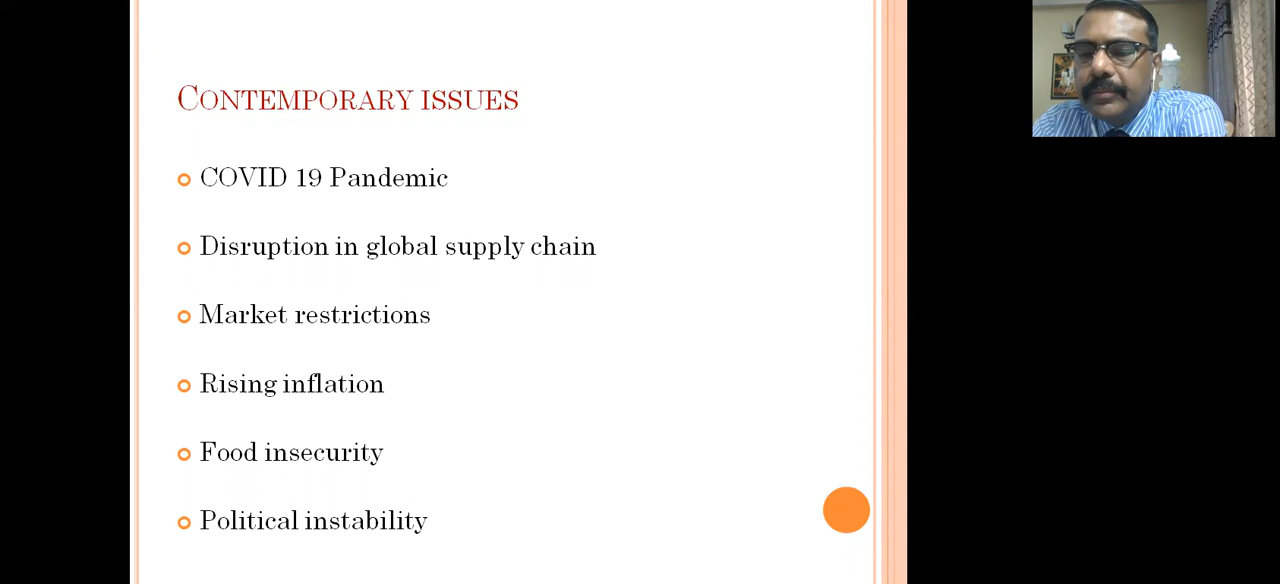 CONTEMPORARY ISSUES
COVID 19 Pandemic
Disruption in global supply chain
Market restrictions
Rising inflation
Food insecurity
Political instability